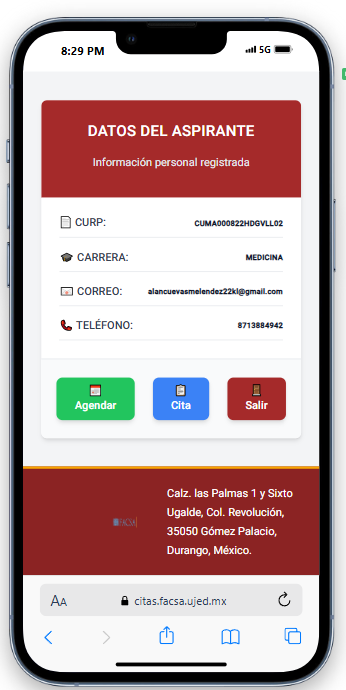 8:29 PM
5G
DATOS DEL ASPIRANTE
Información personal registrada
CURP: CUMA000822HDGVLL02
CARRERA: MEDICINA
CORREO: alancuevasmelendez22kl@gmail.com
TELÉFONO: 8713884942
Agendar
Cita
Salir
FACSA
Calz. las Palmas 1 y Sixto
Ugalde, Col. Revolución,
35050 Gómez Palacio,
Durango, México.
AA citas.facsa.ujed.mx